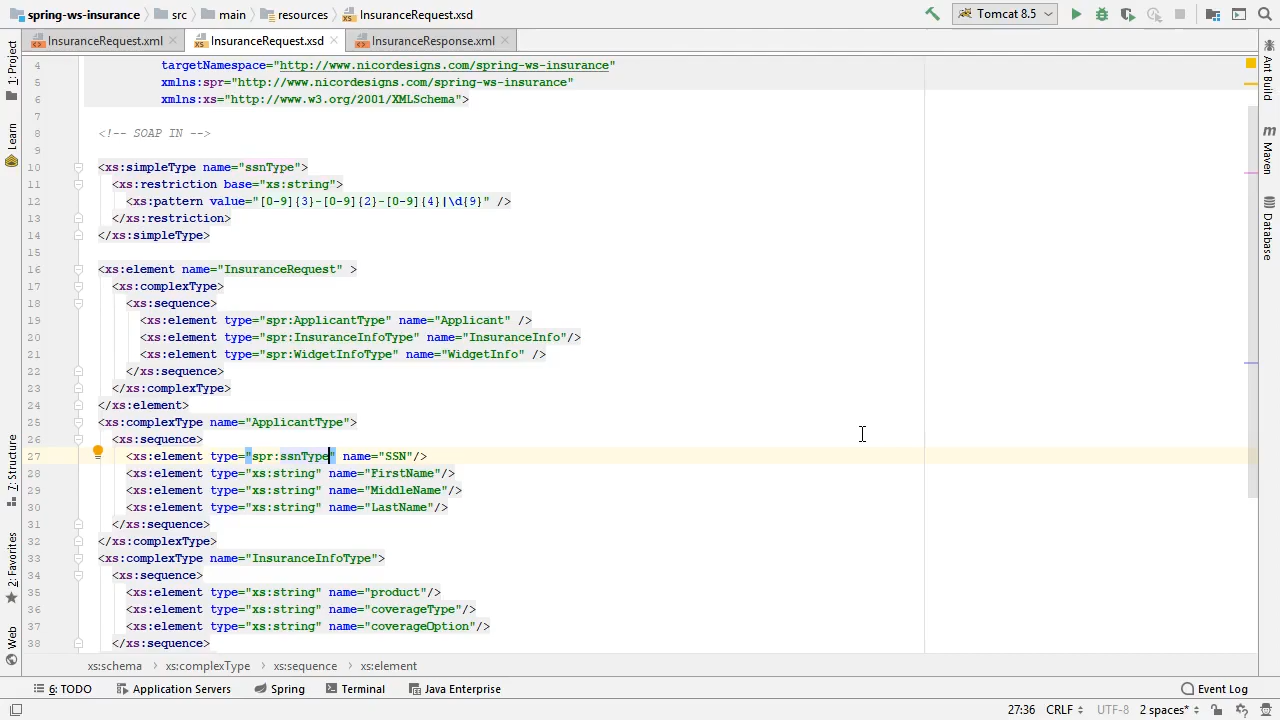 spring-ws-insurance
src
main
resources
InsuranceRequest.xsd
Tomcat 8.5
InsuranceRequest.xml
InsuranceRequest.xsd
InsuranceResponse.xml
1: Project
Learn
7: Structure
2: Favorites
Web
4 targetNamespace="http://www.nicordesigns.com/spring-ws-insurance"
5 xmlns:spr="http://www.nicordesigns.com/spring-ws-insurance"
6 xmlns:xs="http://www.w3.org/2001/XMLSchema">
7
8 <!-- SOAP IN -->
9
10 <xs:simpleType name="ssnType">
11 <xs:restriction base="xs:string">
12 <xs:pattern value="[0-9]{3}-[0-9]{2}-[0-9]{4}|\d{9}" />
13 </xs:restriction>
14 </xs:simpleType>
15
16 <xs:element name="InsuranceRequest" >
17 <xs:complexType>
18 <xs:sequence>
19 <xs:element type="spr:ApplicantType" name="Applicant" />
20 <xs:element type="spr:InsuranceInfoType" name="InsuranceInfo"/>
21 <xs:element type="spr:WidgetInfoType" name="WidgetInfo" />
22 </xs:sequence>
23 </xs:complexType>
24 </xs:element>
25 <xs:complexType name="ApplicantType">
26 <xs:sequence>
27 <xs:element type="spr:ssnType" name="SSN"/>
28 <xs:element type="xs:string" name="FirstName"/>
29 <xs:element type="xs:string" name="MiddleName"/>
30 <xs:element type="xs:string" name="LastName"/>
31 </xs:sequence>
32 </xs:complexType>
33 <xs:complexType name="InsuranceInfoType">
34 <xs:sequence>
35 <xs:element type="xs:string" name="product"/>
36 <xs:element type="xs:string" name="coverageType"/>
37 <xs:element type="xs:string" name="coverageOption"/>
38 </xs:sequence>
Ant Build
m Maven
Database
xs:schema › xs:complexType › xs:sequence › xs:element
6: TODO
Application Servers
Spring
Terminal
Java Enterprise
Event Log
27:36 CRLF UTF-8 2 spaces*